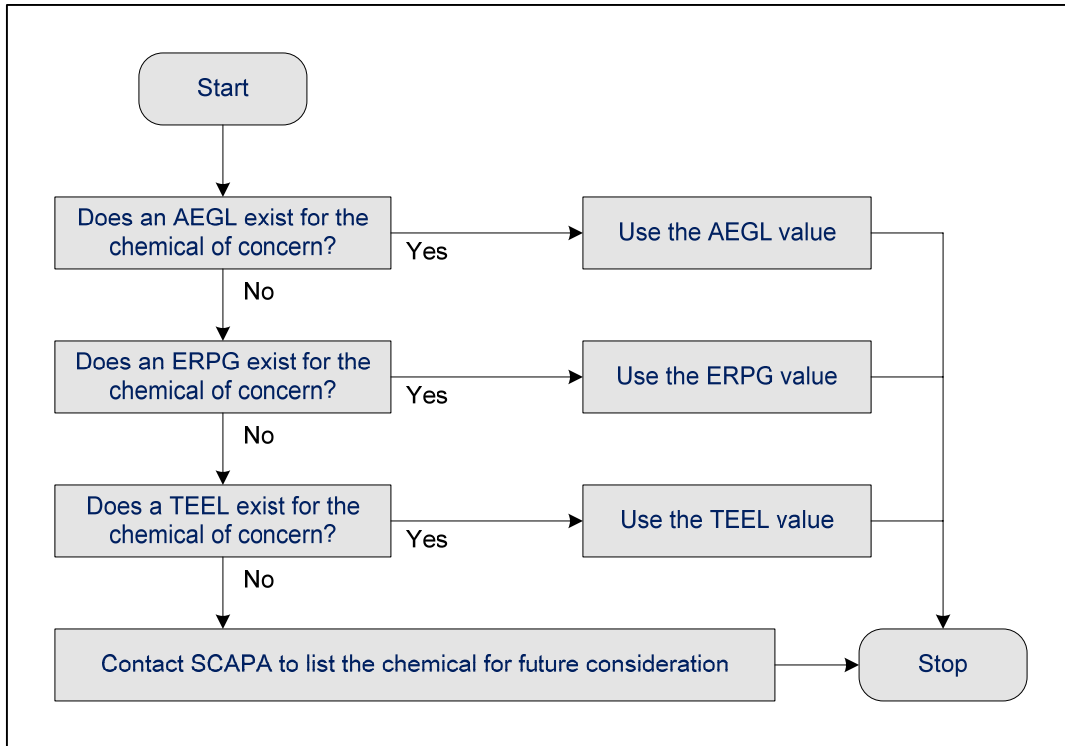 Start
Does an AEGL exist for the
chemical of concern?
Yes
Use the AEGL value
No
Does an ERPG exist for the
chemical of concern?
Yes
Use the ERPG value
No
Does a TEEL exist for the
chemical of concern?
Yes
Use the TEEL value
No
Contact SCAPA to list the chemical for future consideration
Stop